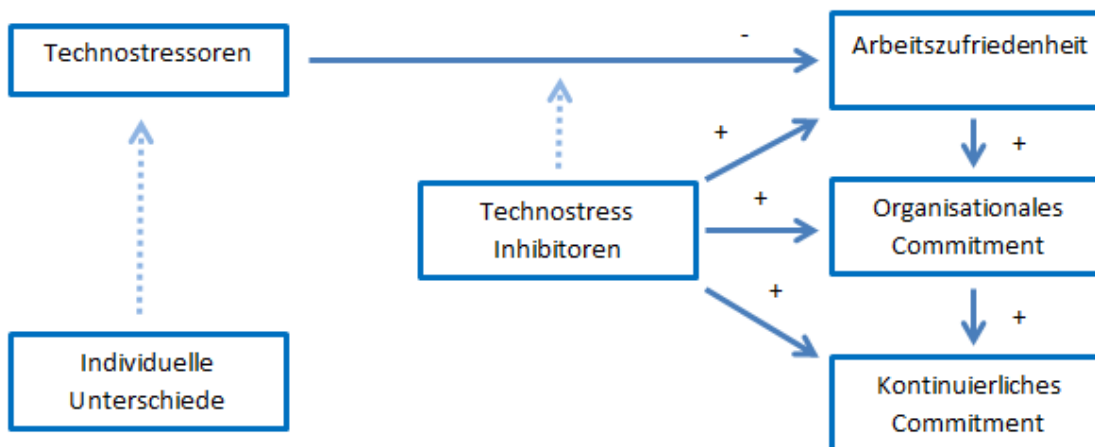 Technostressoren
-
Arbeitszufriedenheit
+
+
Technostress
Inhibitoren
+
Organisationales
Commitment
+
+
Individuelle
Unterschiede
Kontinuierliches
Commitment